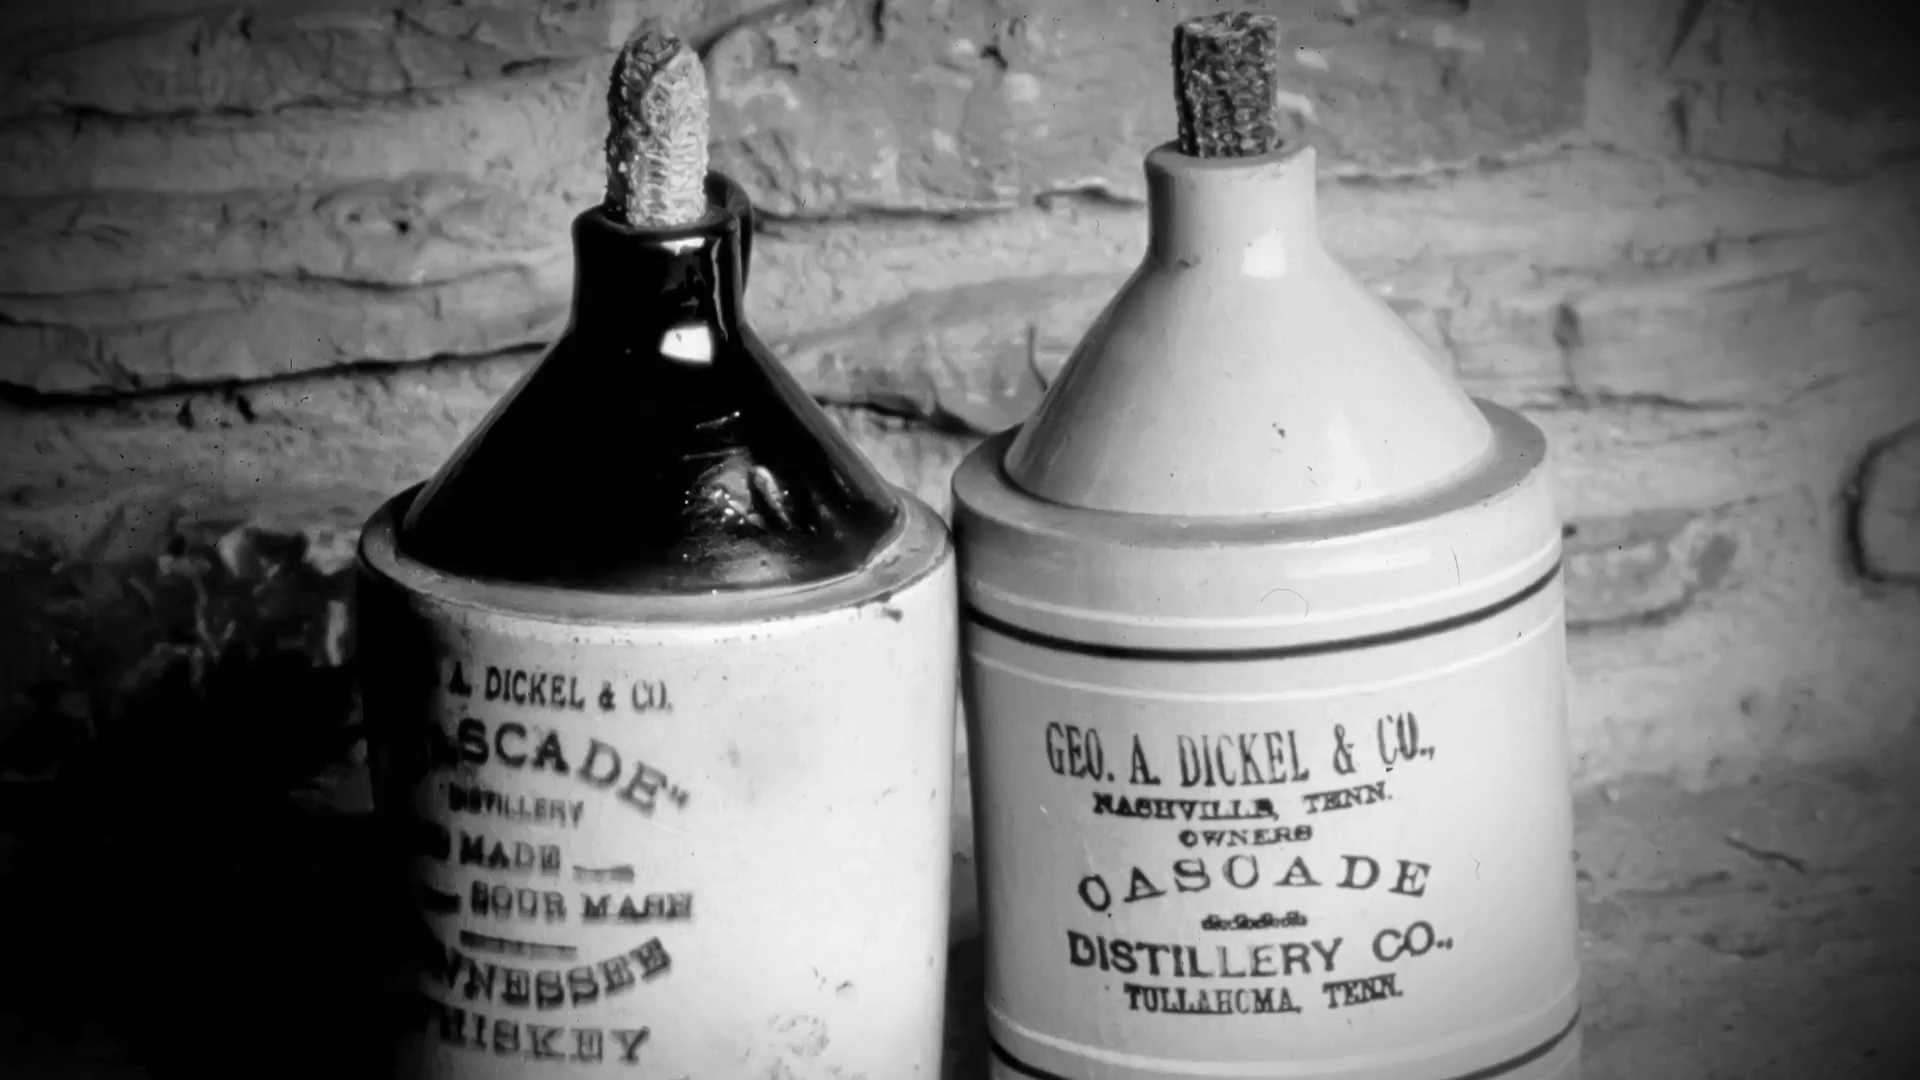 A. DICKEL & CO.
SCADE"
DISTILLERY
MADE
SOUR MASH
NNESSEE
HISKEY
GEO. A. DICKEL & CO.,
NASHVILLE, TENN.
OWNERS
CASCADE
DISTILLERY CO.,
TULLAHOMA, TENN.